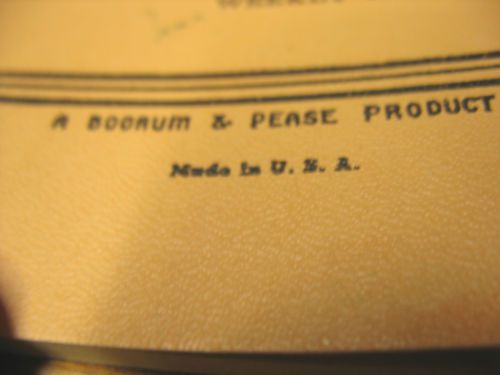 A BOORUM & PEASE PRODUCT
Made in U. S. A.